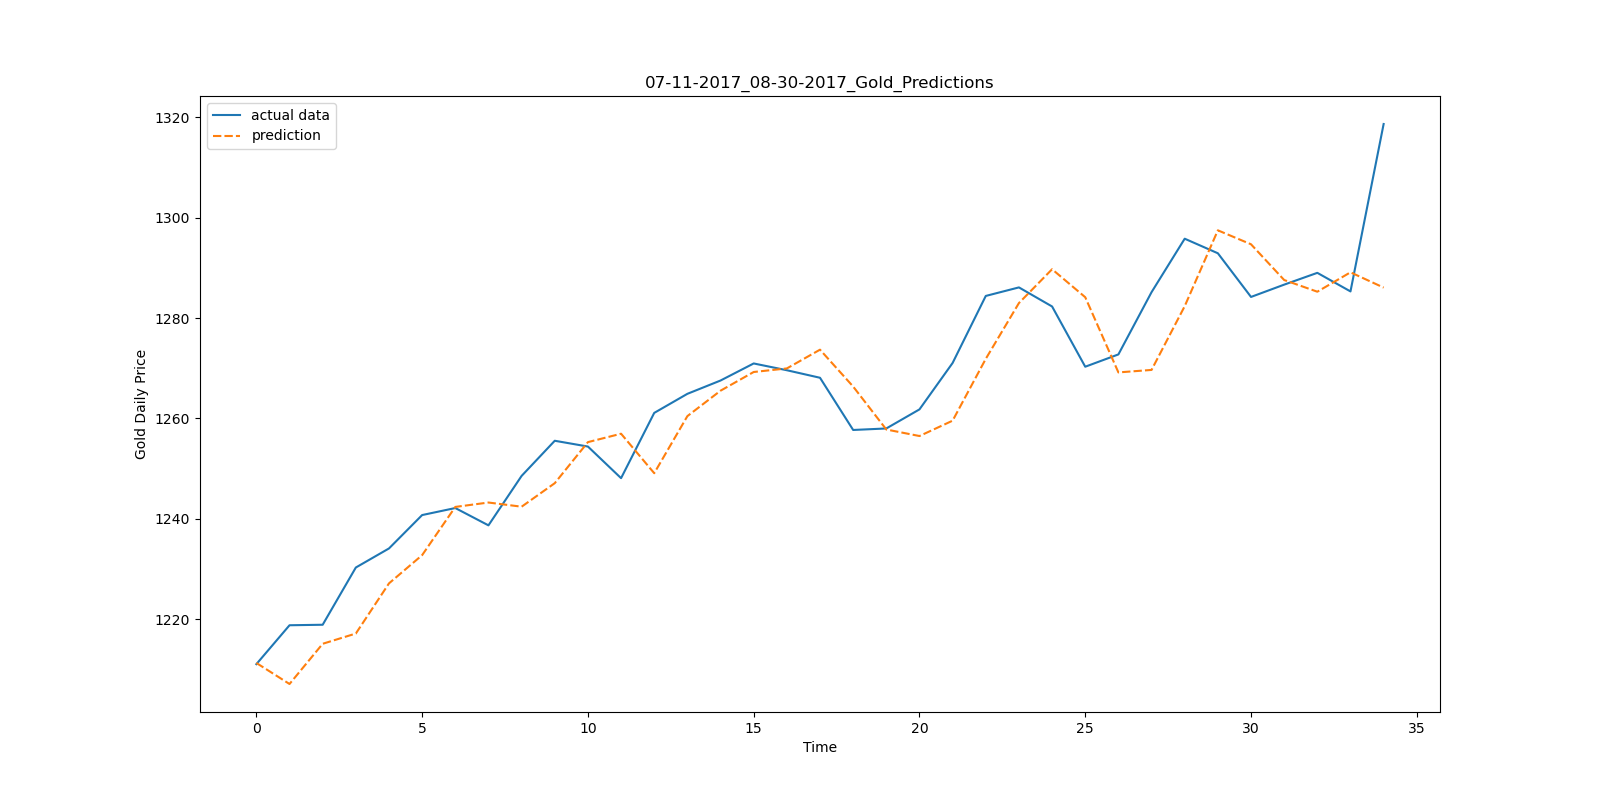 07-11-2017_08-30-2017_Gold_Predictions
actual data
prediction
1320
1300
1280
1260
1240
1220
Gold Daily Price
0 5 10 15 20 25 30 35
Time